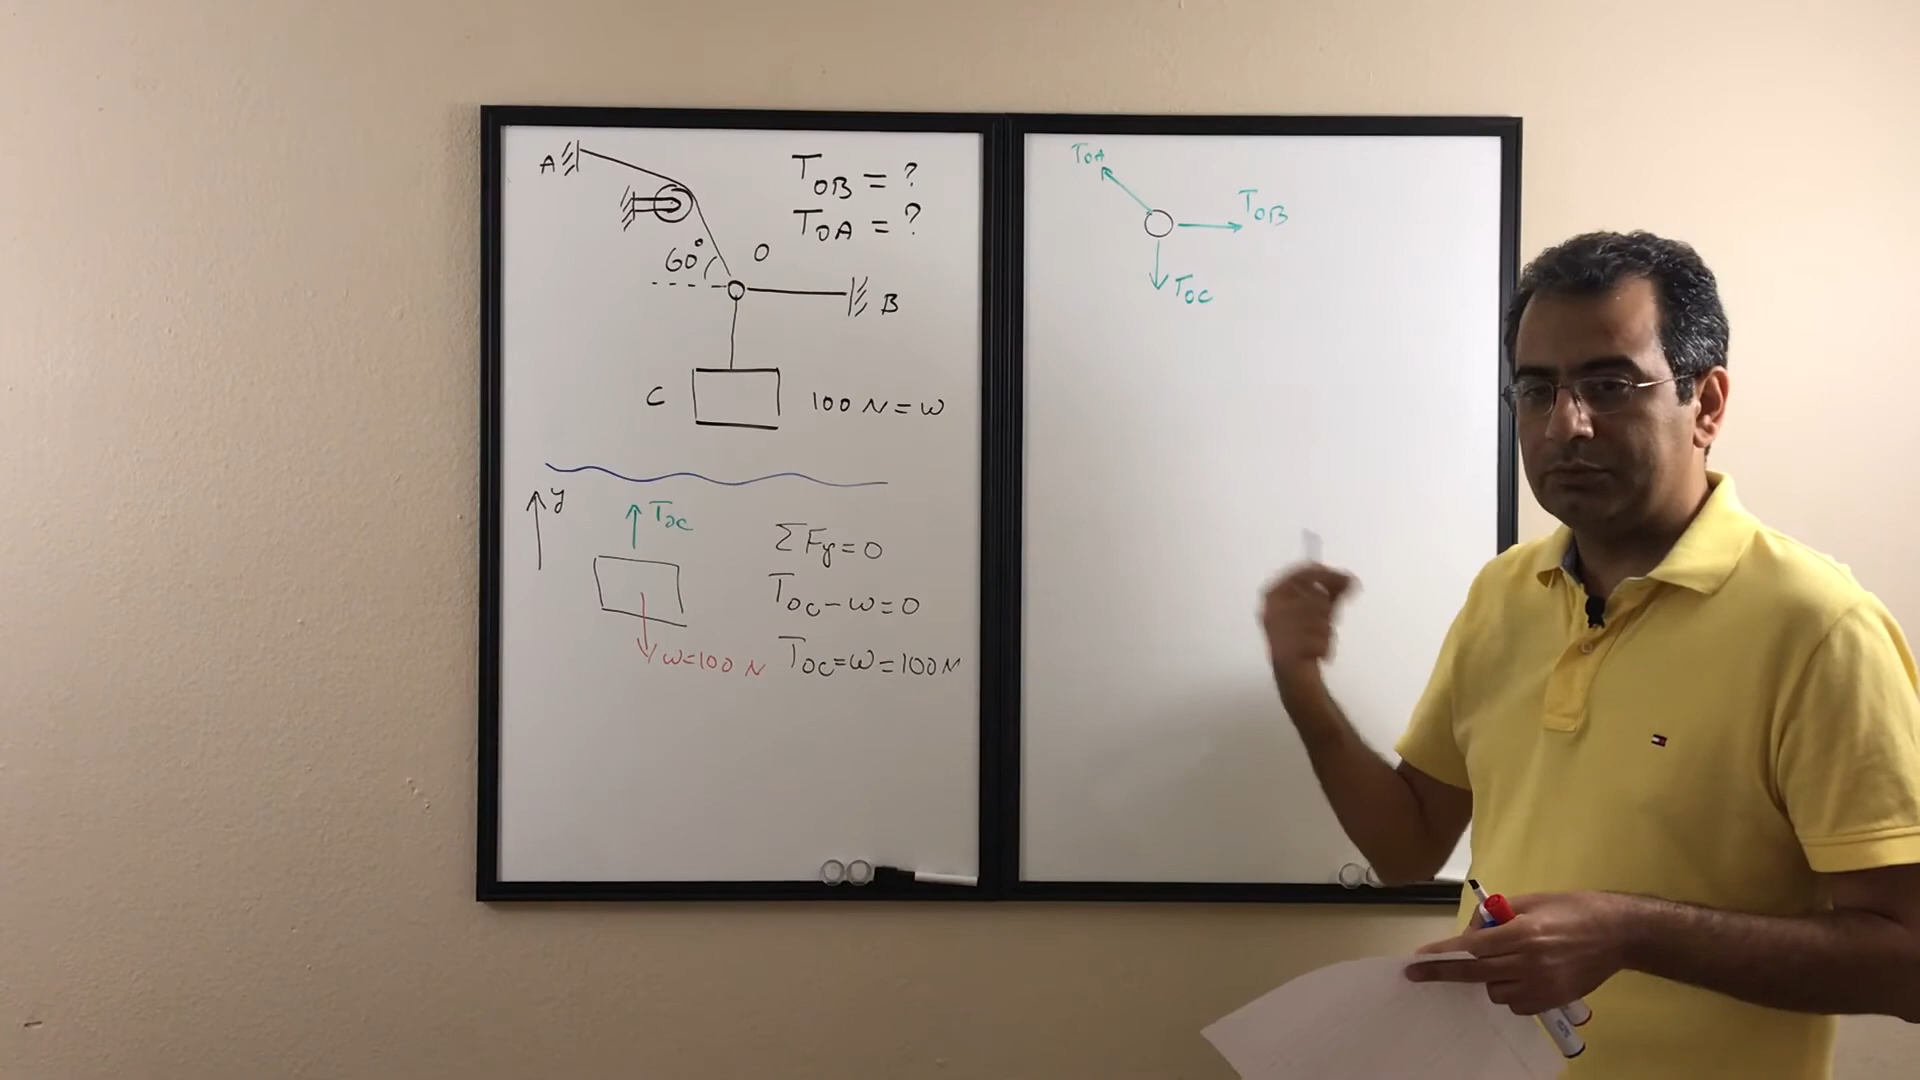 A
T_OB = ?
T_OA = ?
60°
O
B
C
100 N = w
y
T_OC
ΣFy = 0
T_OC - w = 0
w = 100 N
T_OC = w = 100 N
T_OA
T_OB
T_OC